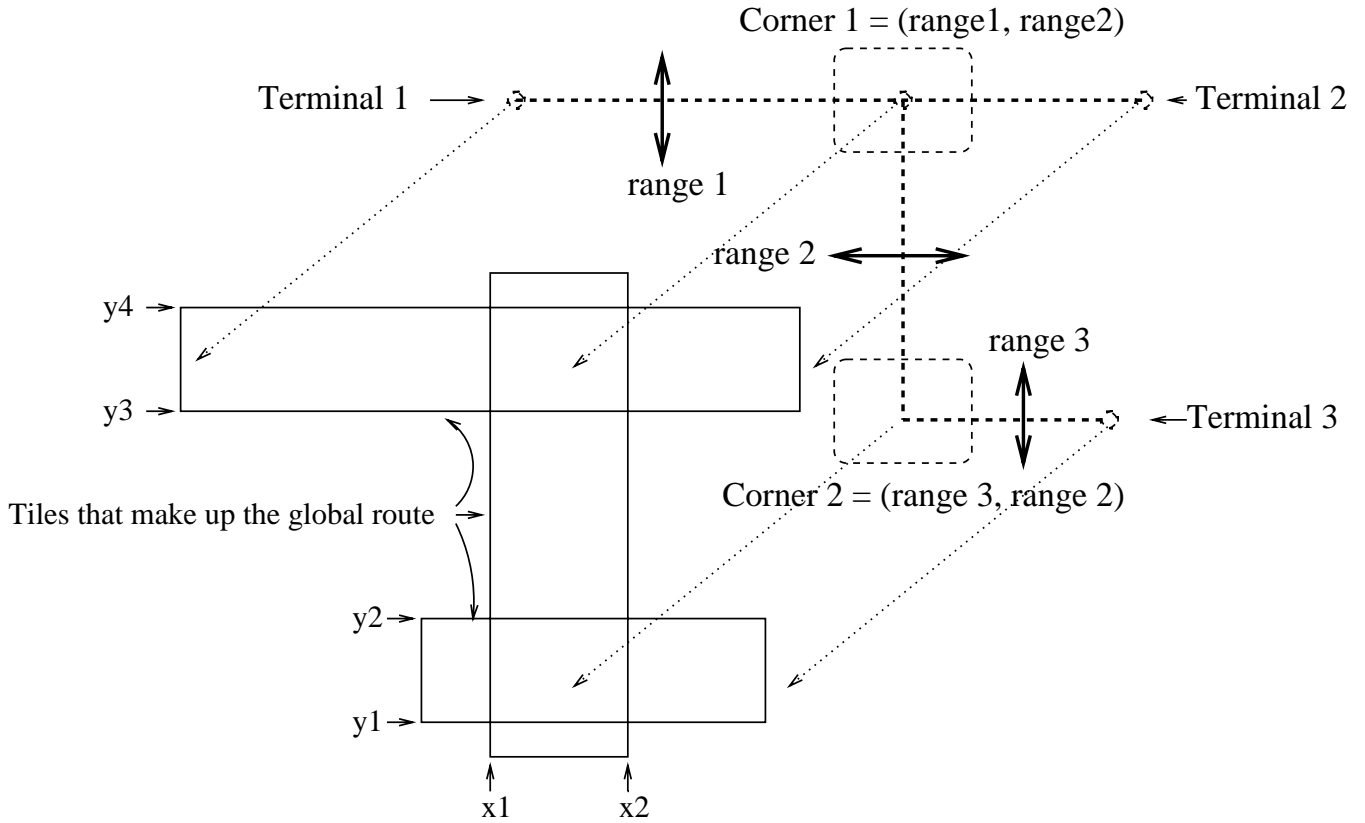 Corner 1 = (range1, range2)
Terminal 1
Terminal 2
range 1
range 2
y4
range 3
y3
Terminal 3
Corner 2 = (range 3, range 2)
Tiles that make up the global route
y2
y1
x1
x2